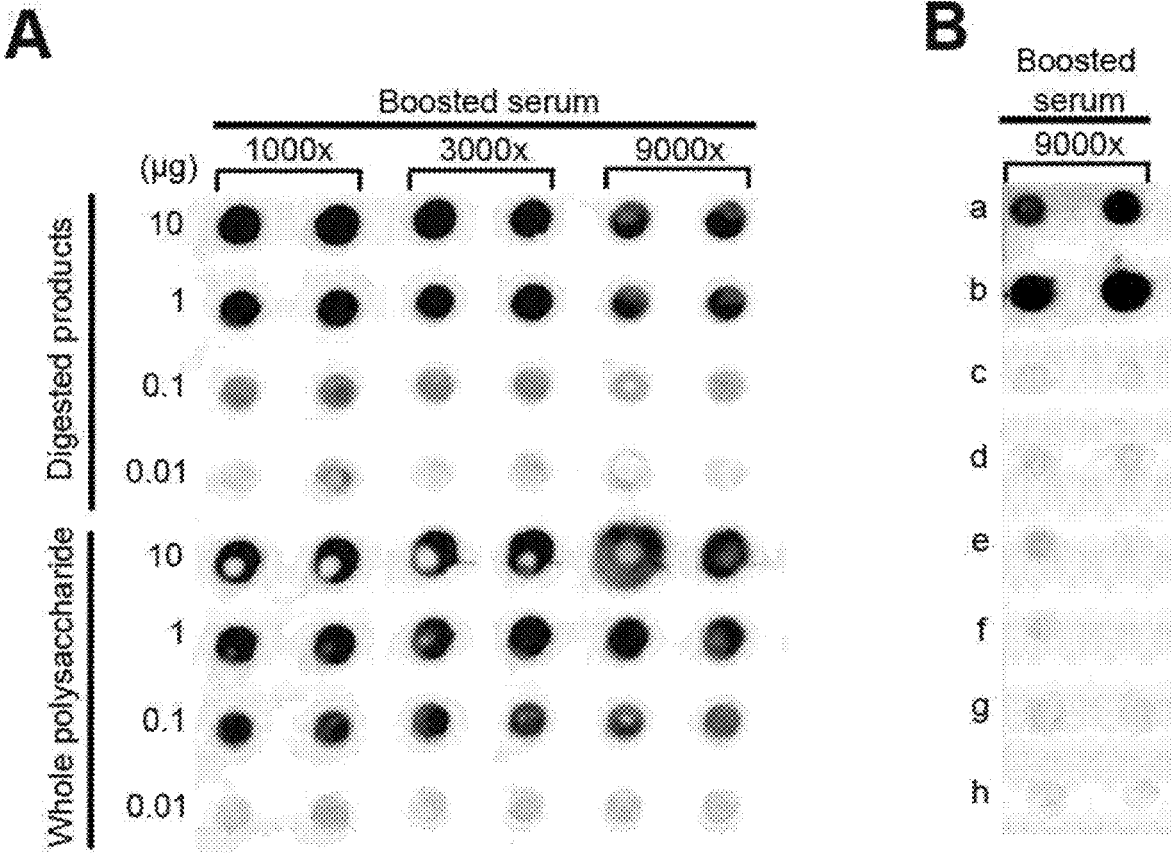 A
Boosted serum
(µg) 1000x 3000x 9000x
Digested products
10
1
0.1
0.01
Whole polysaccharide
10
1
0.1
0.01
B
Boosted
serum
9000x
a
b
c
d
e
f
g
h